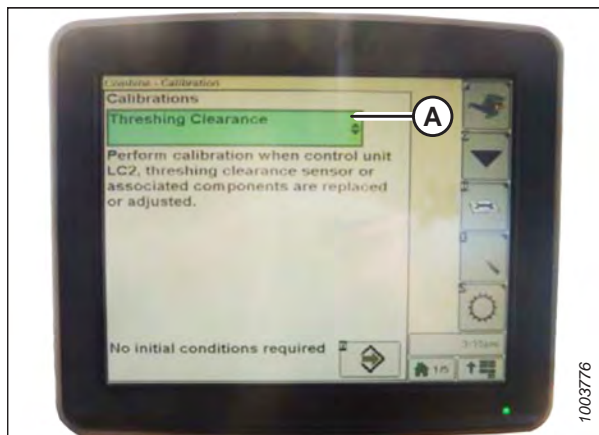 Combine - Calibration
Calibrations
Threshing Clearance
A
Perform calibration when control unit
LC2, threshing clearance sensor or
associated components are replaced
or adjusted.
No initial conditions required
1003776